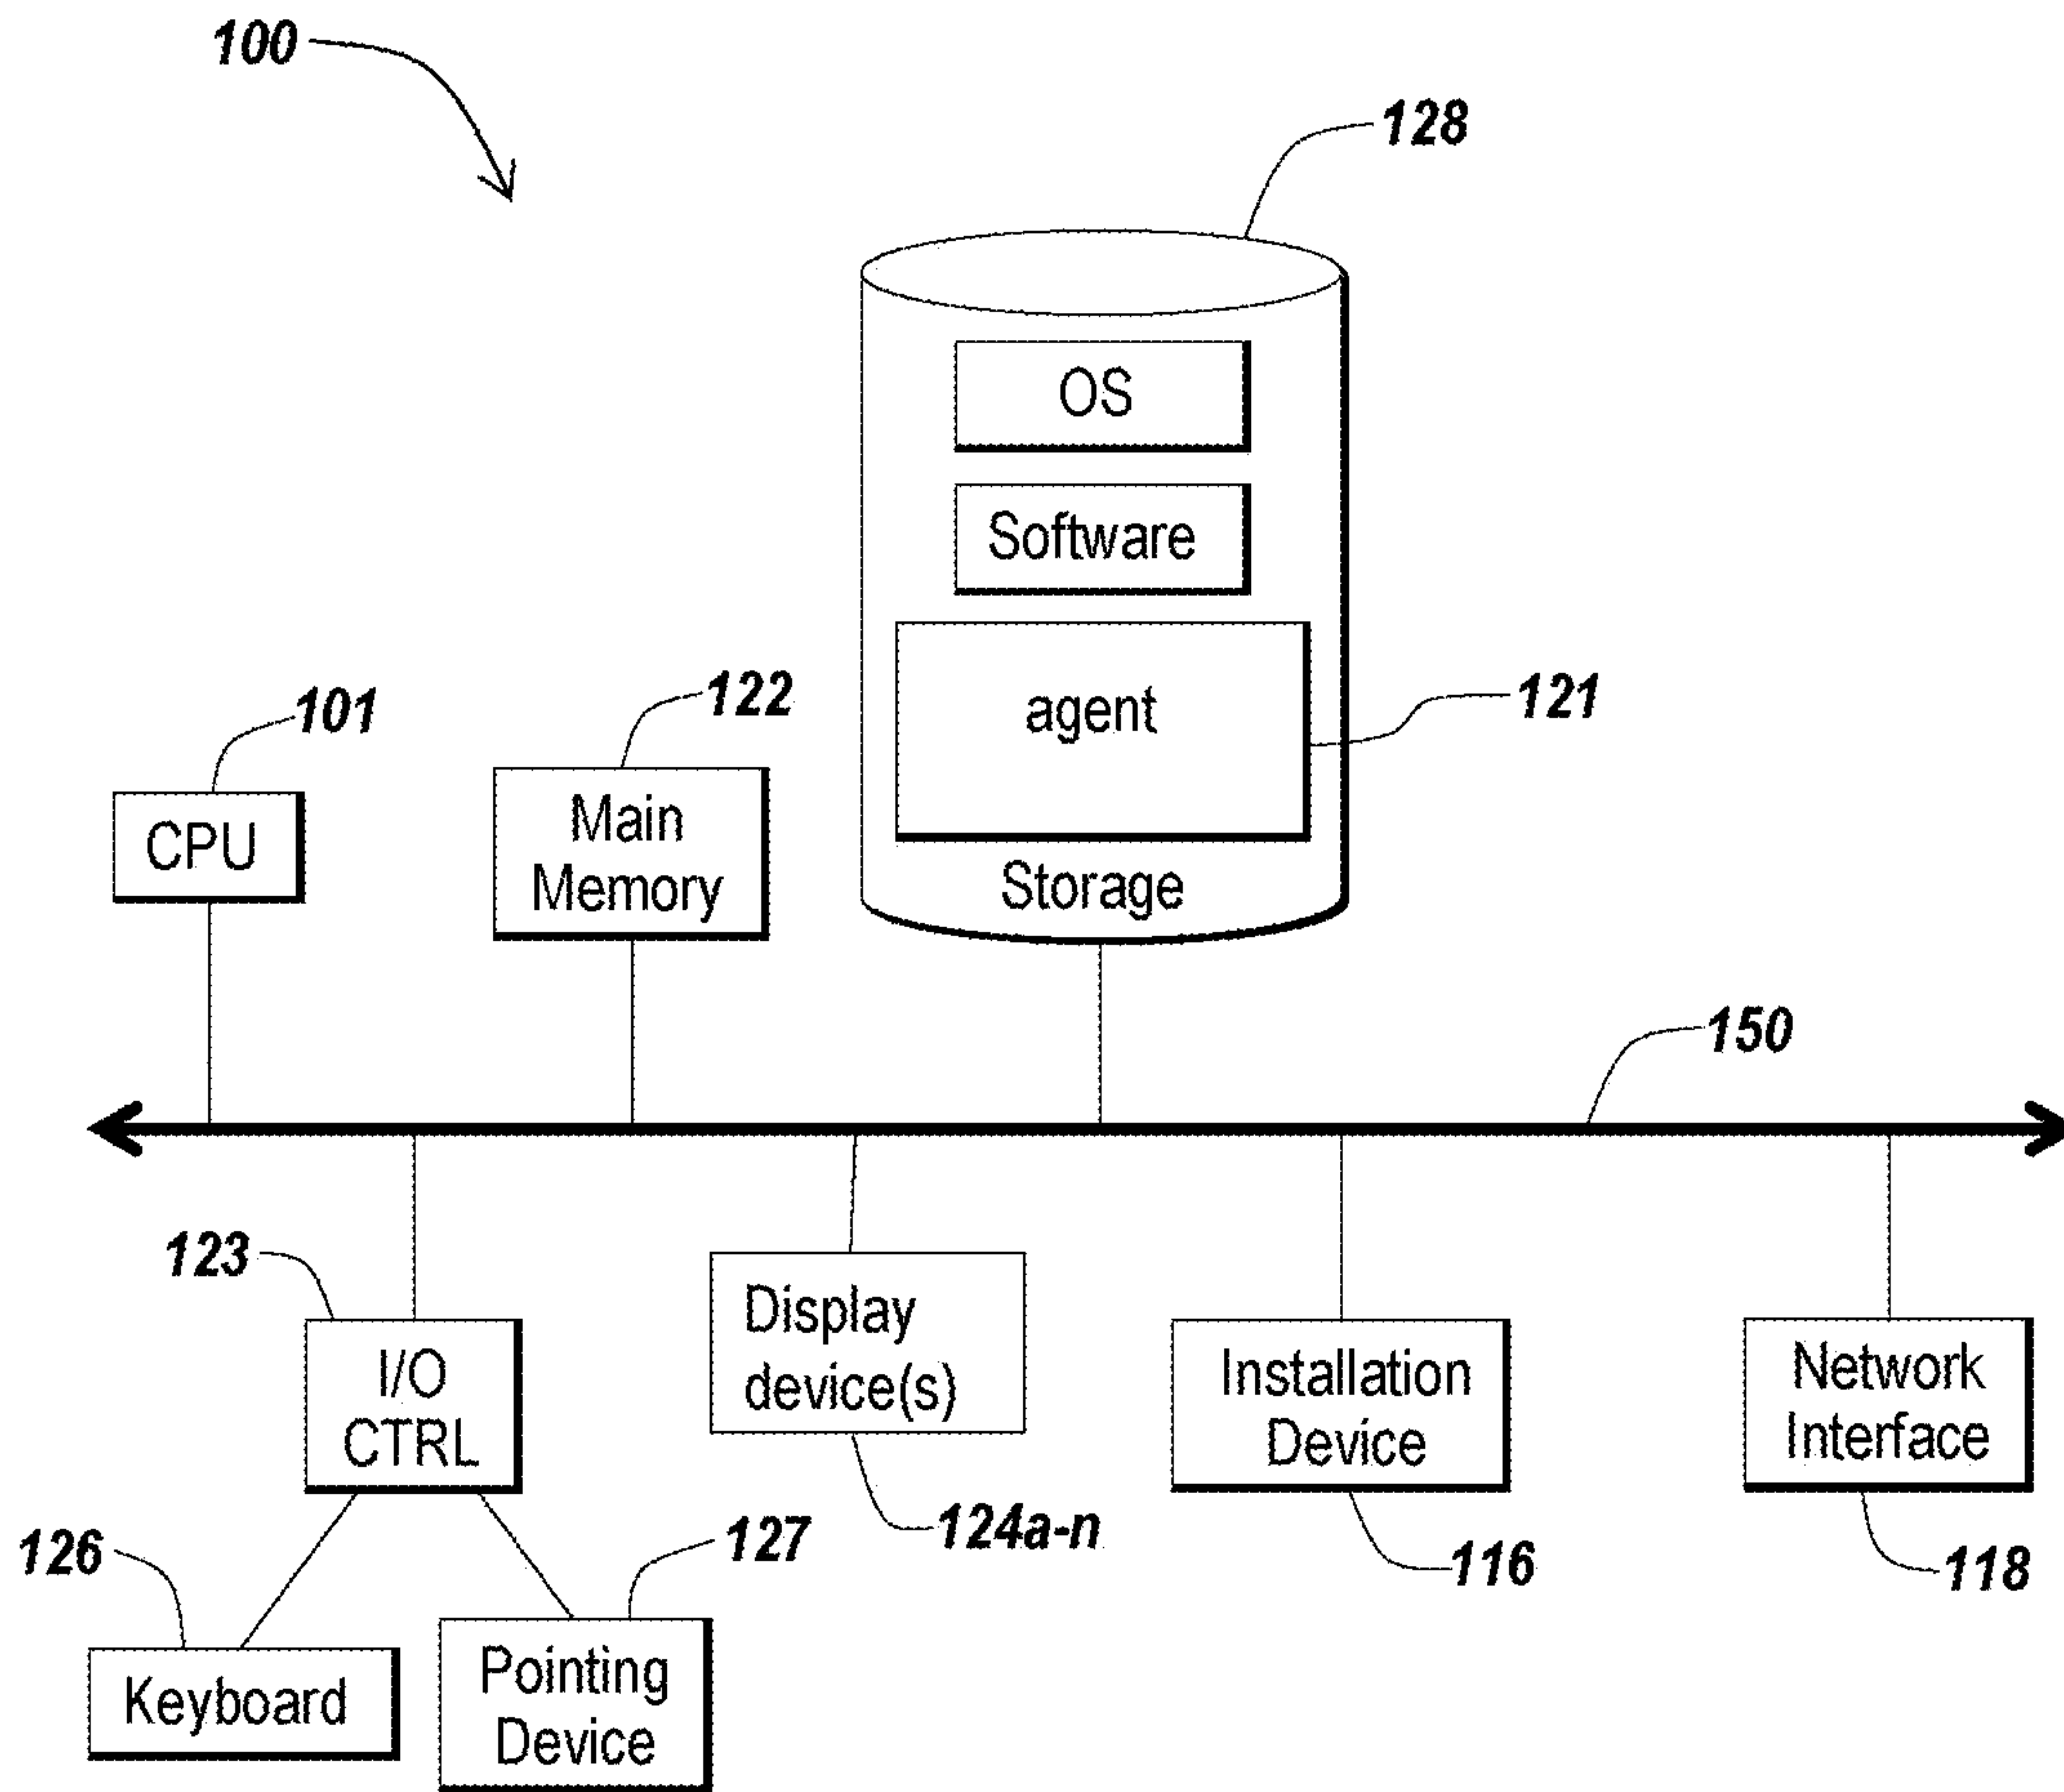 100
128
OS
Software
agent
121
Storage
101
CPU
122
Main
Memory
150
123
I/O
CTRL
Display
device(s)
124a-n
Installation
Device
116
Network
Interface
118
126
Keyboard
127
Pointing
Device